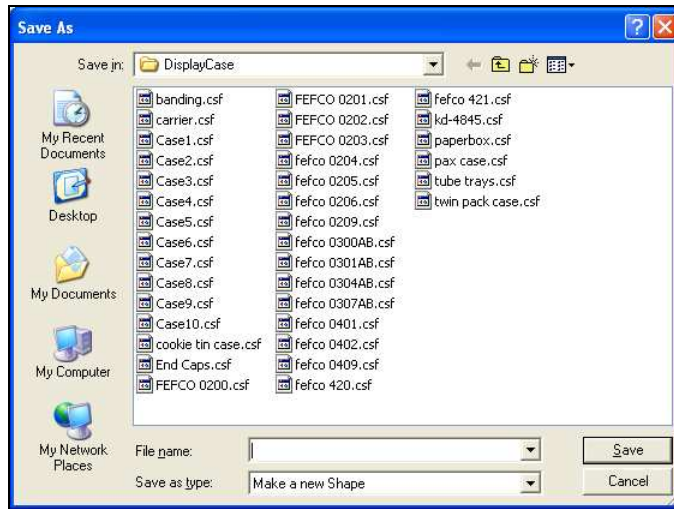 Save As
Save in:
DisplayCase
My Recent
Documents
Desktop
My Documents
My Computer
My Network
Places
banding.csf
carrier.csf
Case1.csf
Case2.csf
Case3.csf
Case4.csf
Case5.csf
Case6.csf
Case7.csf
Case8.csf
Case9.csf
Case10.csf
cookie tin case.csf
End Caps.csf
FEFCO 0200.csf
FEFCO 0201.csf
FEFCO 0202.csf
FEFCO 0203.csf
fefco 0204.csf
fefco 0205.csf
fefco 0206.csf
fefco 0209.csf
fefco 0300AB.csf
fefco 0301AB.csf
fefco 0304AB.csf
fefco 0307AB.csf
fefco 0401.csf
fefco 0402.csf
fefco 0409.csf
fefco 420.csf
fefco 421.csf
kd-4845.csf
paperbox.csf
pax case.csf
tube trays.csf
twin pack case.csf
File name:
Save
Save as type:
Make a new Shape
Cancel